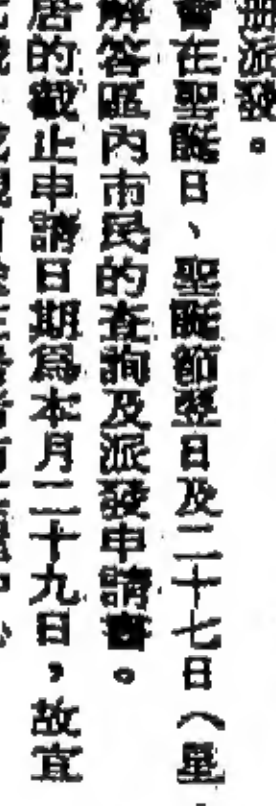 派發。
會在聖誕日、聖誕節翌日及二十七日（星
解答區內市民的查詢及派發申請書。
居的截止申請日期爲本月二十九日，故宜